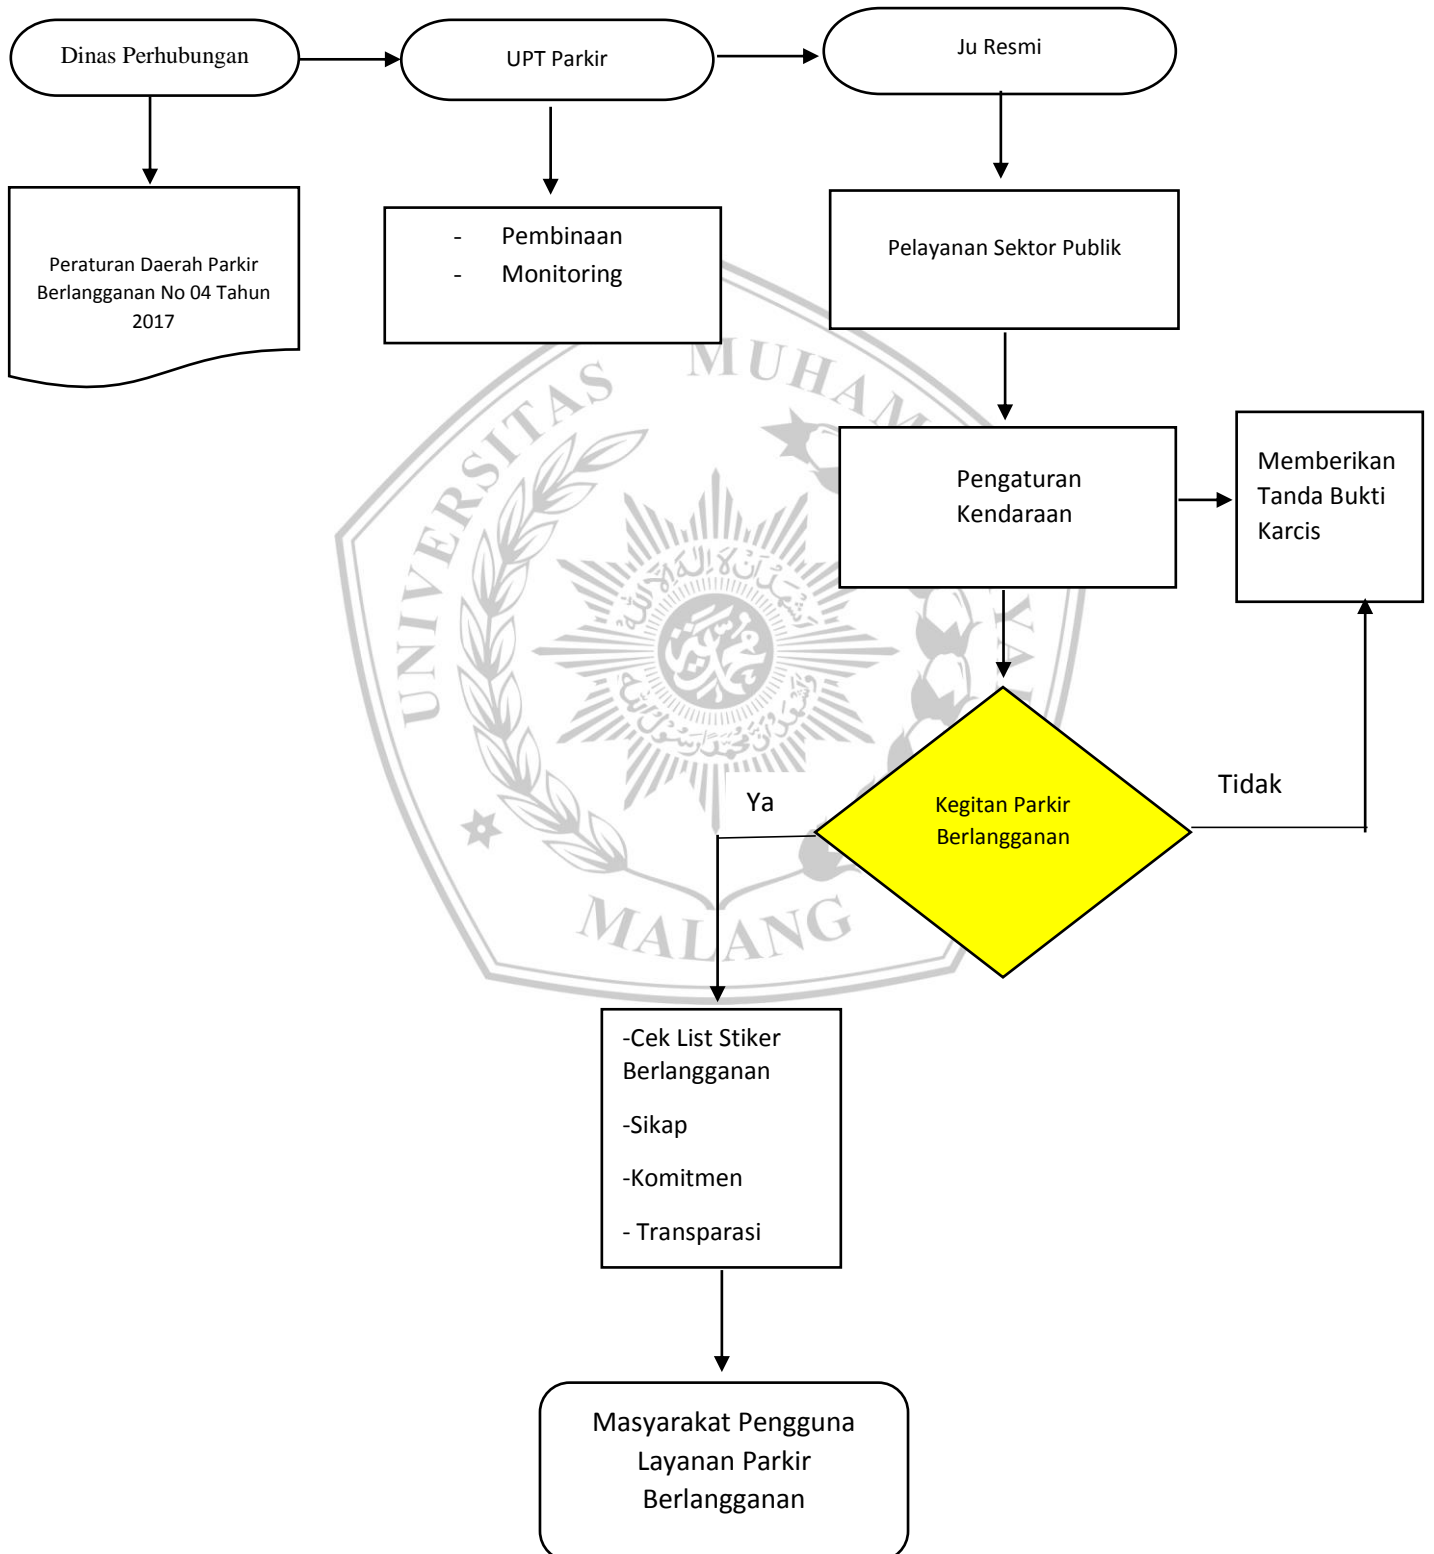 Dinas Perhubungan
UPT Parkir
Ju Resmi
Peraturan Daerah Parkir
Berlangganan No 04 Tahun
2017
- Pembinaan
- Monitoring
Pelayanan Sektor Publik
Pengaturan
Kendaraan
Memberikan
Tanda Bukti
Karcis
Ya
Kegitan Parkir
Berlangganan
Tidak
-Cek List Stiker
Berlangganan
-Sikap
-Komitmen
- Transparasi
Masyarakat Pengguna
Layanan Parkir
Berlangganan
UNIVERSITAS MUHAM YA
MALANG